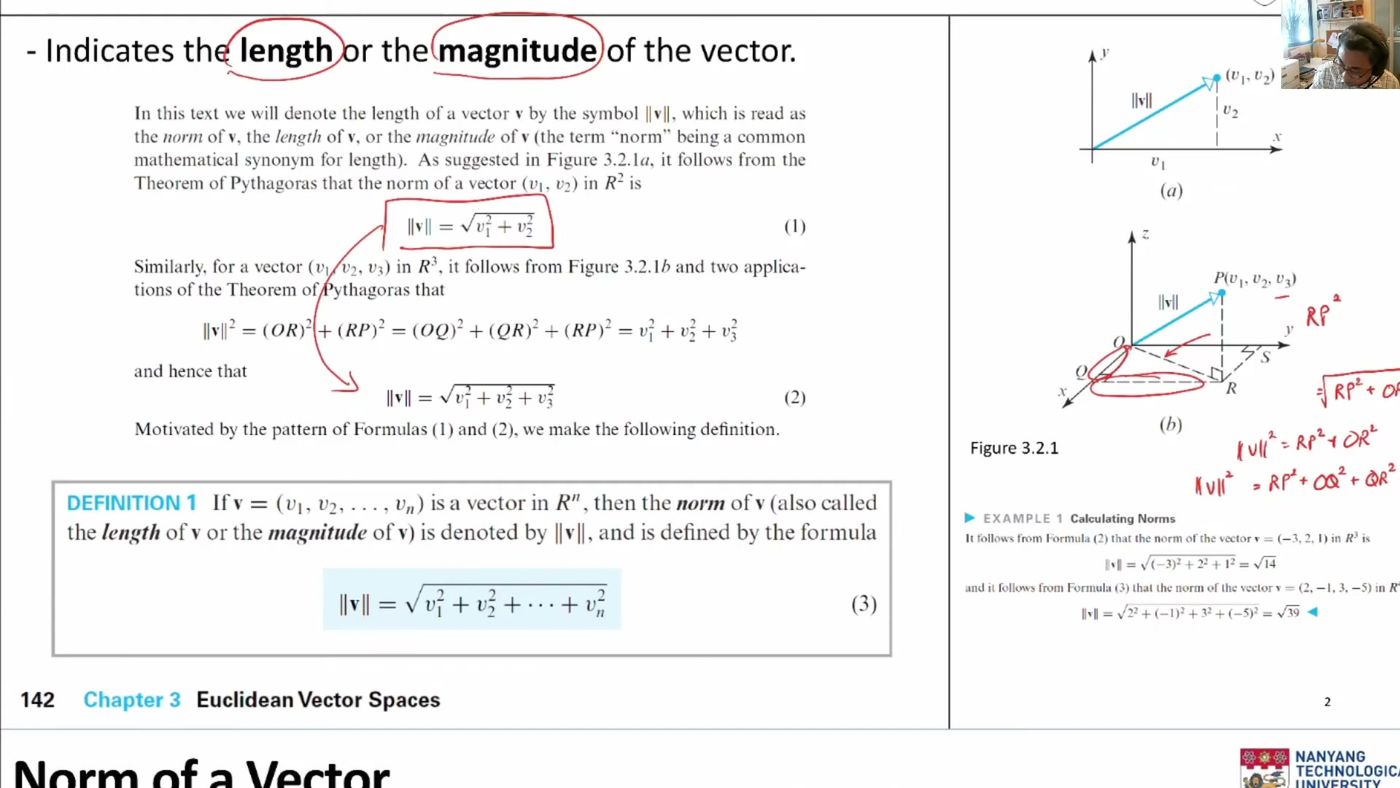 - Indicates the length or the magnitude of the vector.
In this text we will denote the length of a vector v by the symbol ‖v‖, which is read as
the norm of v, the length of v, or the magnitude of v (the term “norm” being a common
mathematical synonym for length). As suggested in Figure 3.2.1a, it follows from the
Theorem of Pythagoras that the norm of a vector (v₁, v₂) in R² is
‖v‖ = √(v₁² + v₂²) (1)
Similarly, for a vector (v₁, v₂, v₃) in R³, it follows from Figure 3.2.1b and two applica-
tions of the Theorem of Pythagoras that
‖v‖² = (OR)² + (RP)² = (OQ)² + (QR)² + (RP)² = v₁² + v₂² + v₃²
and hence that
‖v‖ = √(v₁² + v₂² + v₃²) (2)
Motivated by the pattern of Formulas (1) and (2), we make the following definition.
DEFINITION 1 If v = (v₁, v₂, . . . , vₙ) is a vector in Rⁿ, then the norm of v (also called
the length of v or the magnitude of v) is denoted by ‖v‖, and is defined by the formula
‖v‖ = √(v₁² + v₂² + · · · + vₙ²) (3)
142 Chapter 3 Euclidean Vector Spaces
y
(v₁, v₂)
‖v‖
v₂
x
v₁
(a)
z
P(v₁, v₂, v₃)
‖v‖
RP²
y
O
S
Q
R
x
= √RP² + OR
(b)
Figure 3.2.1
‖v‖² = RP² + OR²
‖v‖² = RP² + OQ² + QR²
EXAMPLE 1 Calculating Norms
It follows from Formula (2) that the norm of the vector v = (−3, 2, 1) in R³ is
‖v‖ = √((−3)² + 2² + 1²) = √14
and it follows from Formula (3) that the norm of the vector v = (2, −1, 3, −5) in R⁴
‖v‖ = √(2² + (−1)² + 3² + (−5)²) = √39
2
Norm of a Vector
NANYANG
TECHNOLOGICA
UNIVERSITY